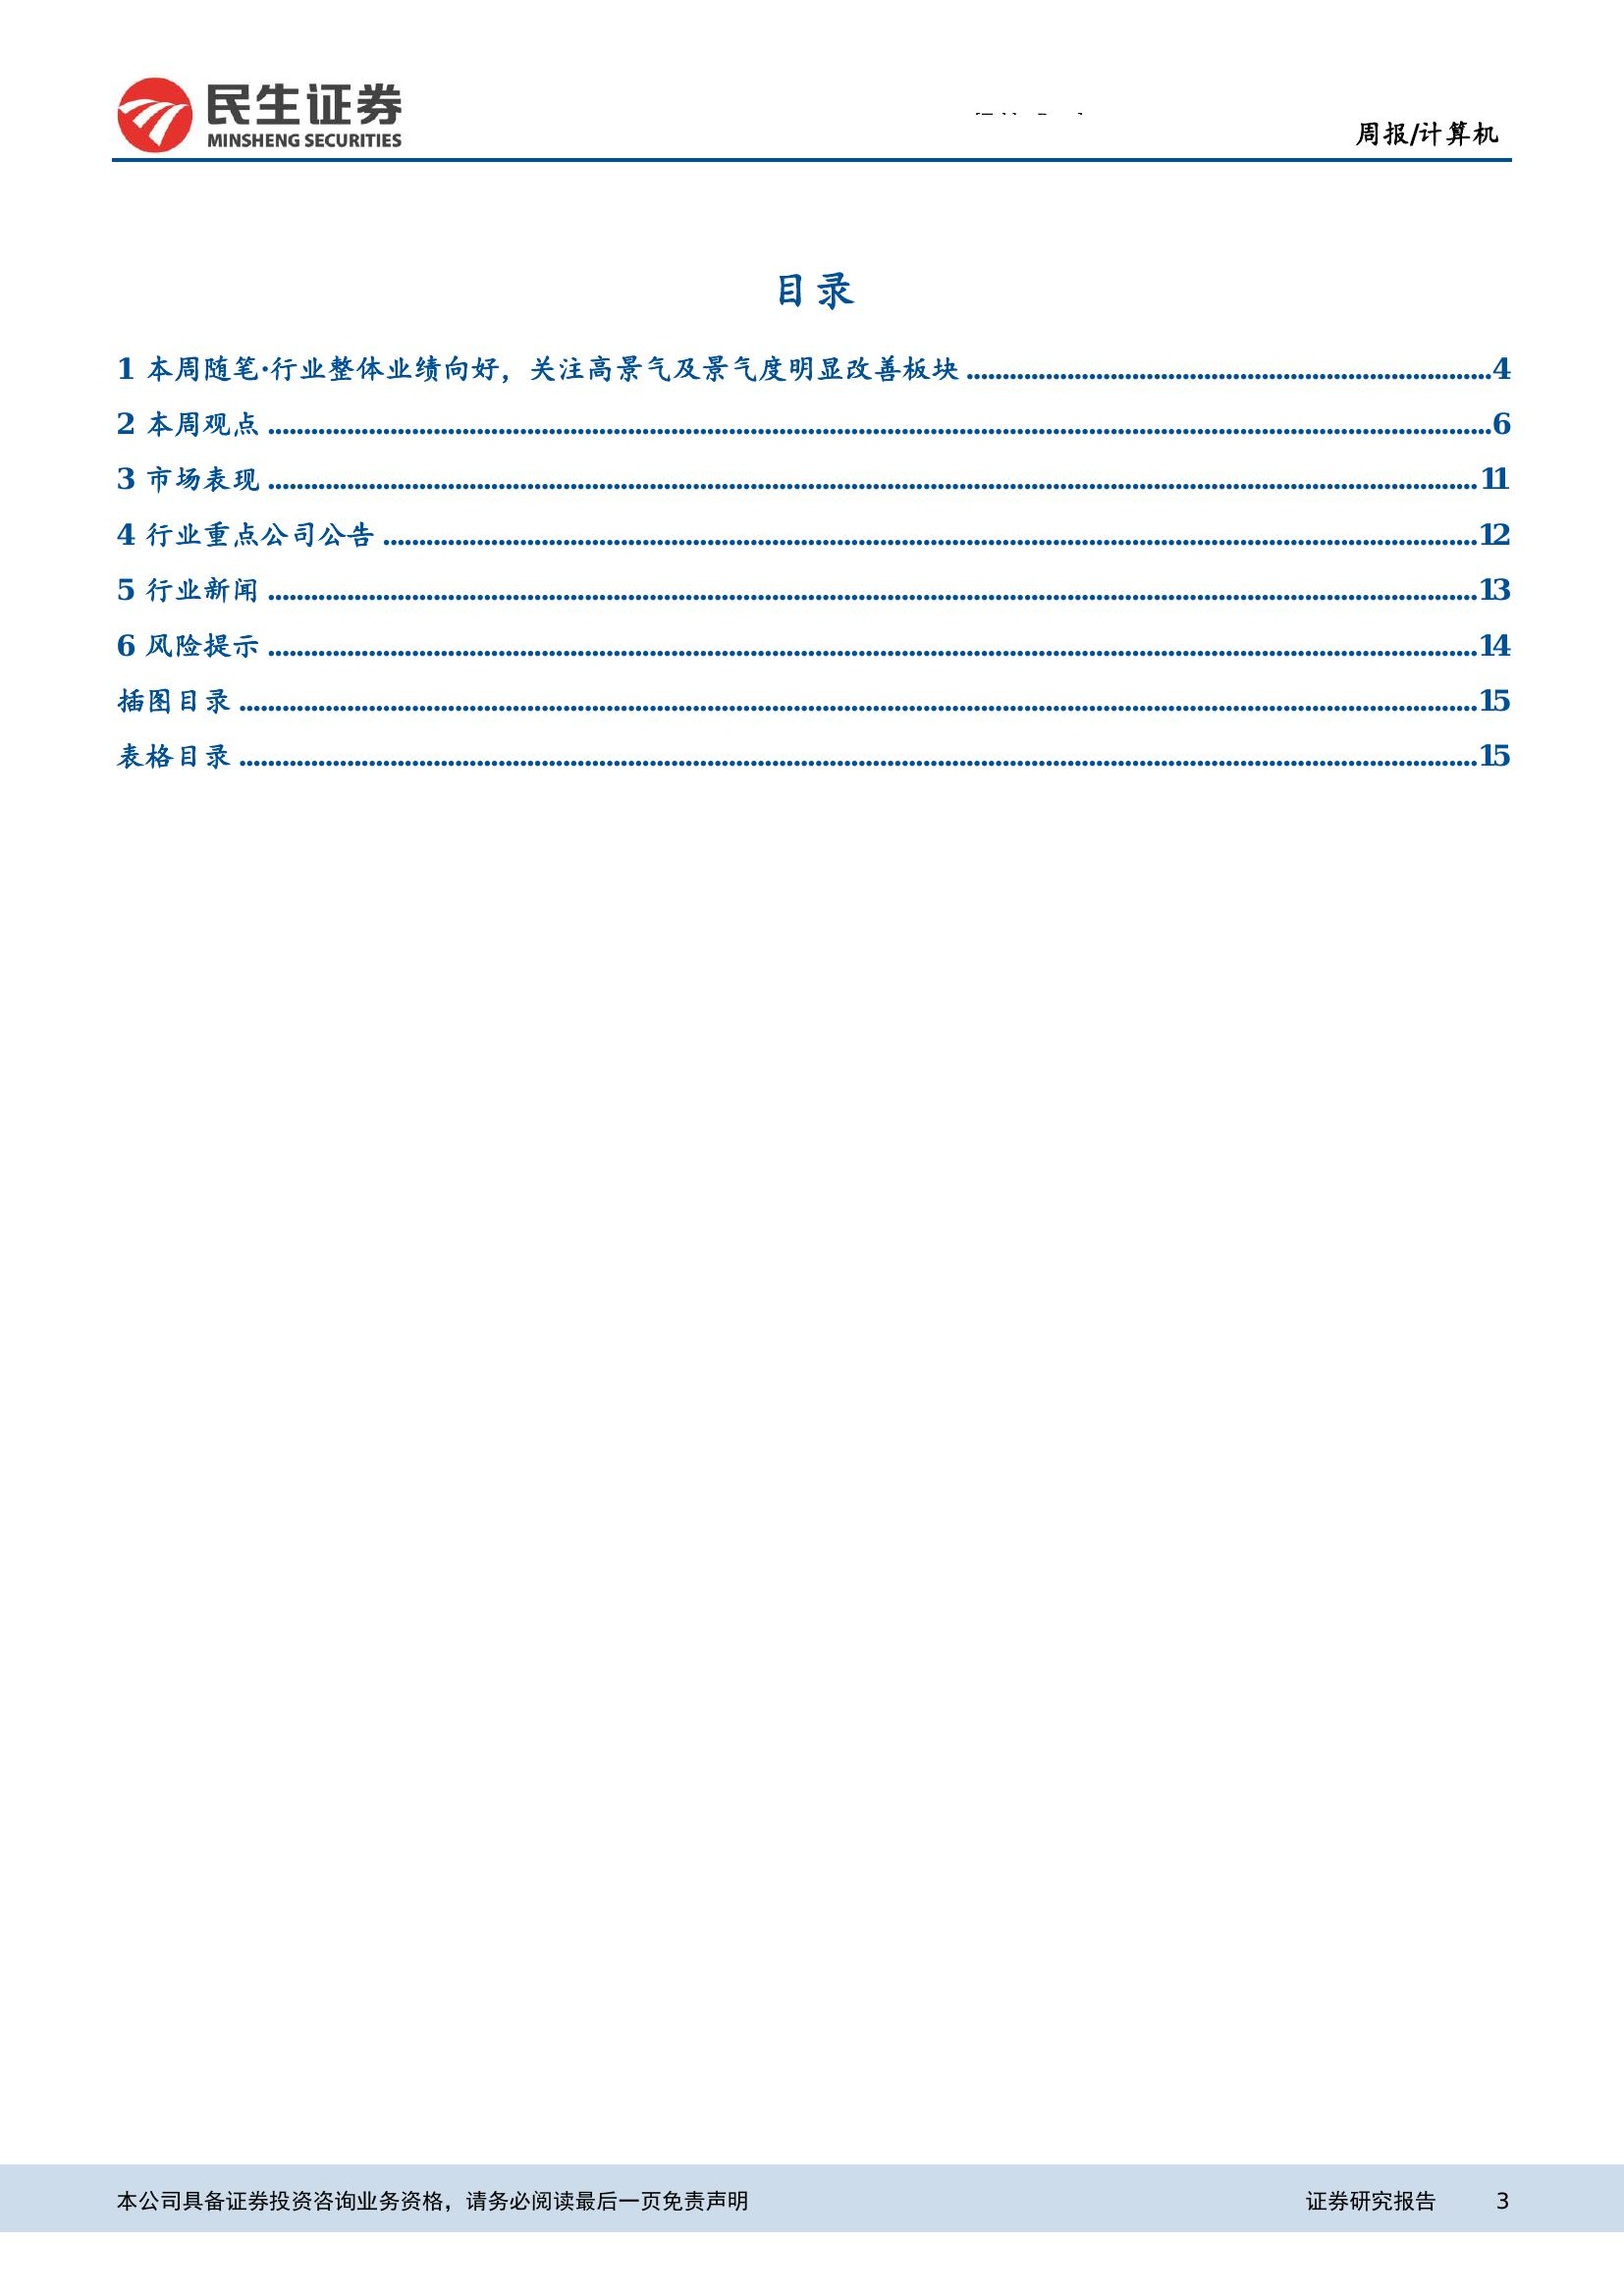 民生证券
MINSHENG SECURITIES
周报/计算机
目录
1 本周随笔·行业整体业绩向好，关注高景气及景气度明显改善板块 ........ 4
2 本周观点 ........ 6
3 市场表现 ........ 11
4 行业重点公司公告 ........ 12
5 行业新闻 ........ 13
6 风险提示 ........ 14
插图目录 ........ 15
表格目录 ........ 15
本公司具备证券投资咨询业务资格，请务必阅读最后一页免责声明 证券研究报告 3